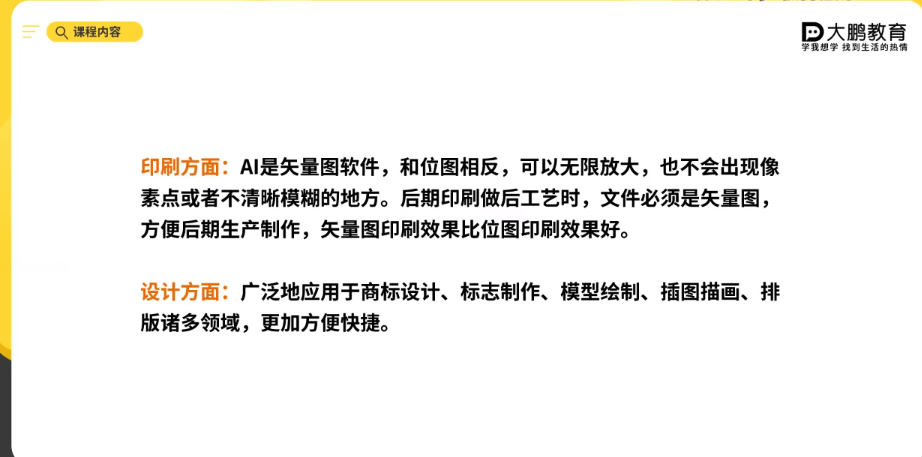 课程内容
大鹏教育
学我想学 找到生活的热情
印刷方面：AI是矢量图软件，和位图相反，可以无限放大，也不会出现像
素点或者不清晰模糊的地方。后期印刷做后工艺时，文件必须是矢量图，
方便后期生产制作，矢量图印刷效果比位图印刷效果好。
设计方面：广泛地应用于商标设计、标志制作、模型绘制、插图描画、排
版诸多领域，更加方便快捷。